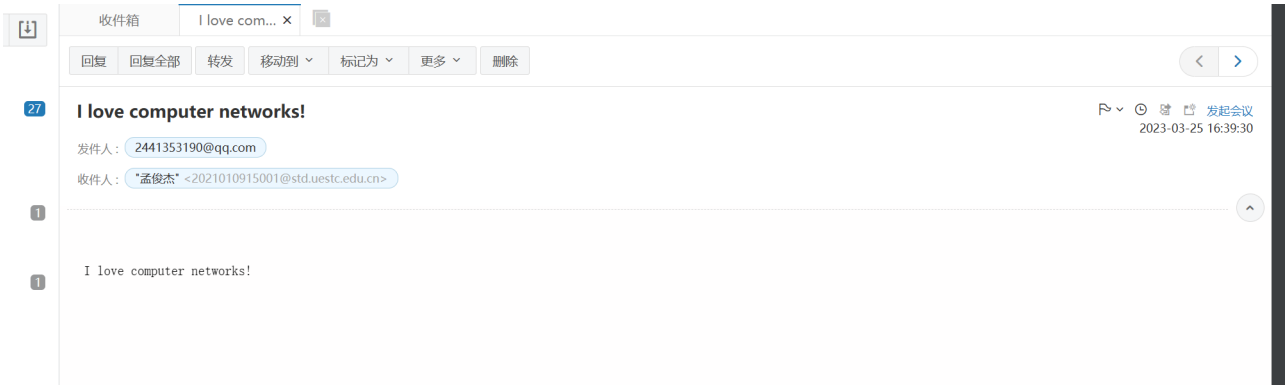 收件箱 I love com... ×
回复 回复全部 转发 移动到 标记为 更多 删除
27
I love computer networks!
发起会议
2023-03-25 16:39:30
发件人： 2441353190@qq.com
收件人： "孟俊杰" <2021010915001@std.uestc.edu.cn>
1
I love computer networks!
1